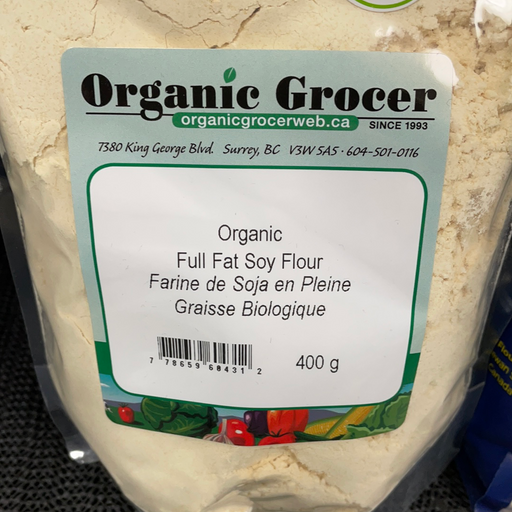 Organic Grocer
organicgrocerweb.ca
SINCE 1993
7380 King George Blvd. Surrey, BC V3W 5A5 · 604-501-0116
Organic
Full Fat Soy Flour
Farine de Soja en Pleine
Graisse Biologique
7 78659 60431 2
400 g